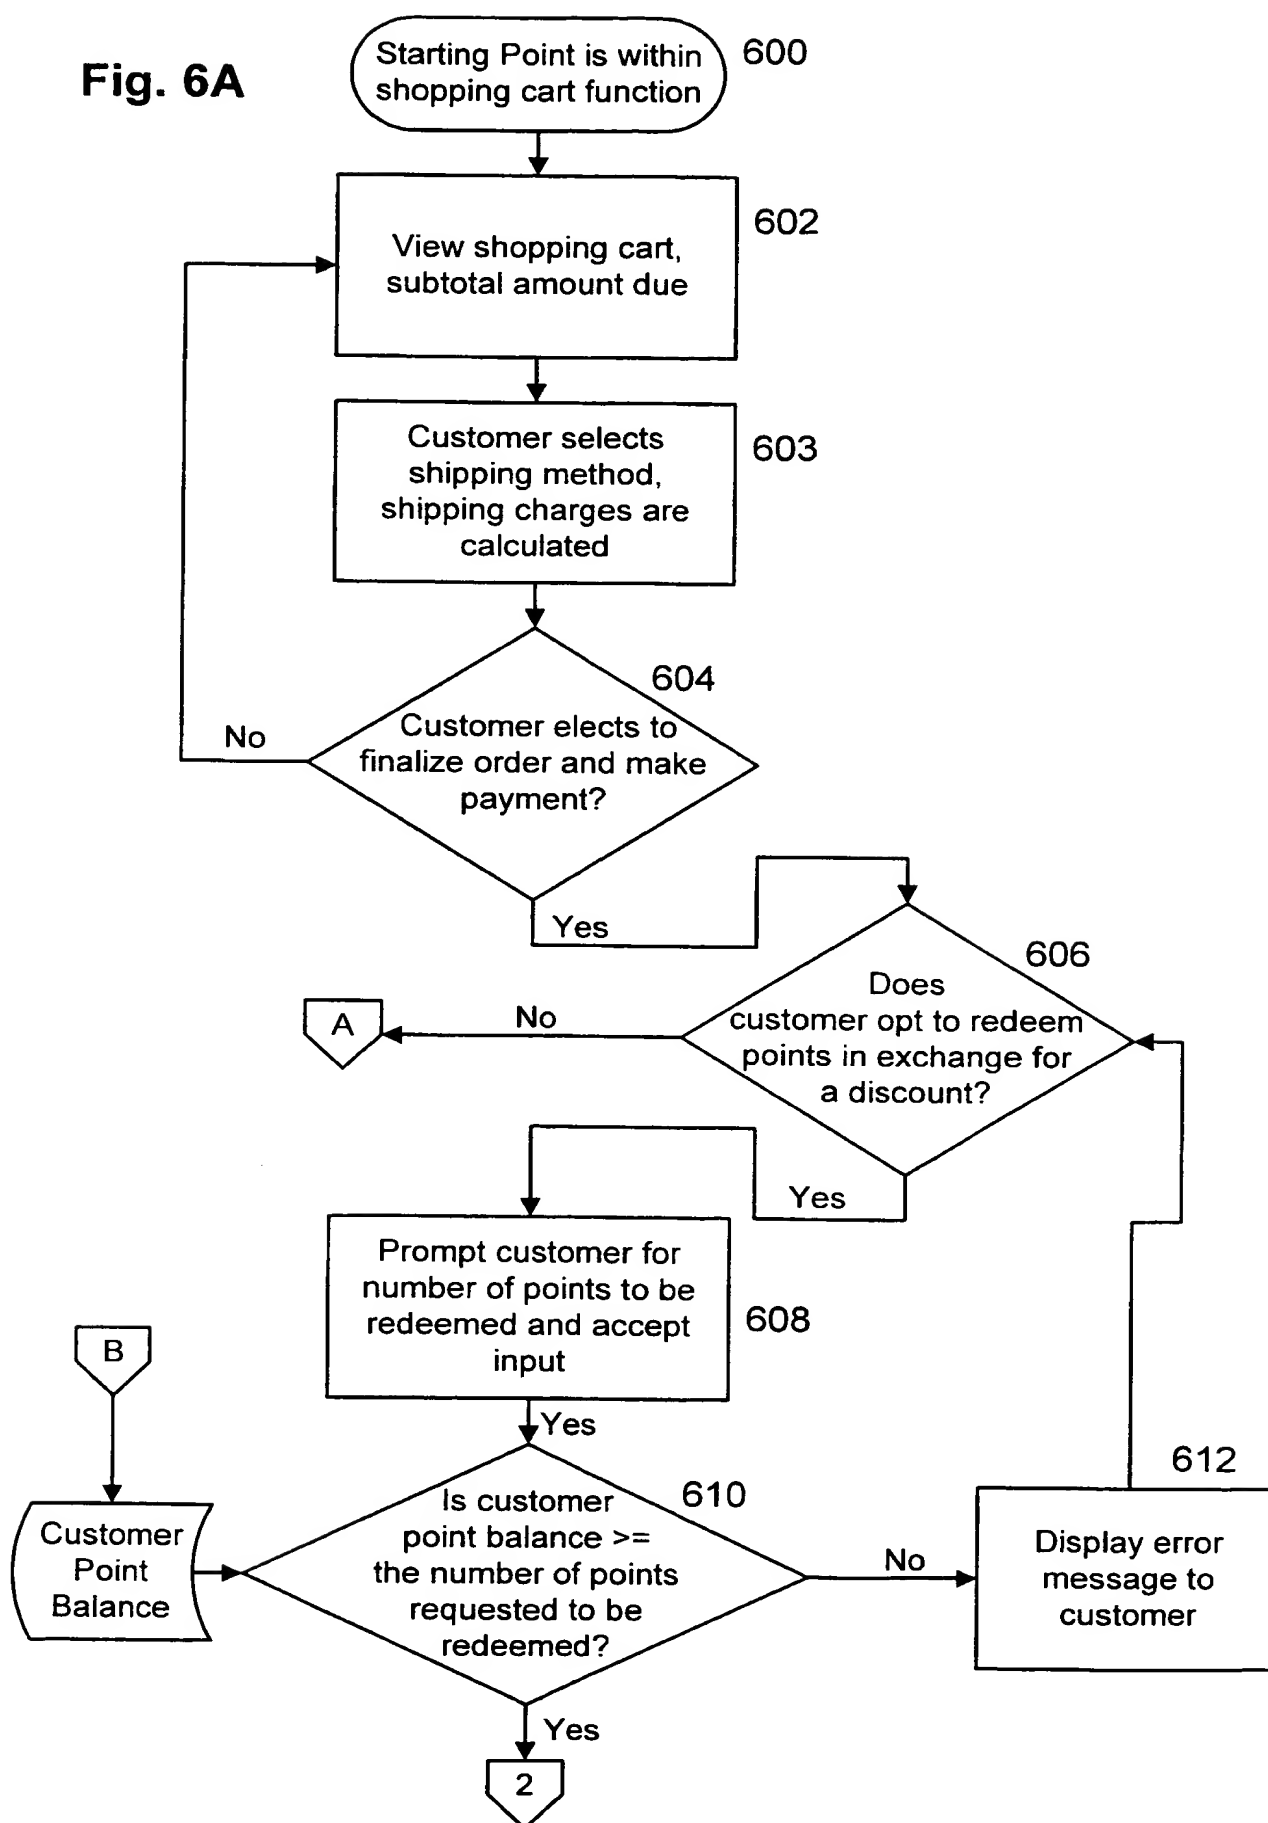 Fig. 6A
Starting Point is within
shopping cart function
600
View shopping cart,
subtotal amount due
602
Customer selects
shipping method,
shipping charges are
calculated
603
604
Customer elects to
finalize order and make
payment?
No
Yes
606
Does
customer opt to redeem
points in exchange for
a discount?
No
A
Yes
Prompt customer for
number of points to be
redeemed and accept
input
608
B
Yes
Customer
Point
Balance
610
Is customer
point balance >=
the number of points
requested to be
redeemed?
No
612
Display error
message to
customer
Yes
2